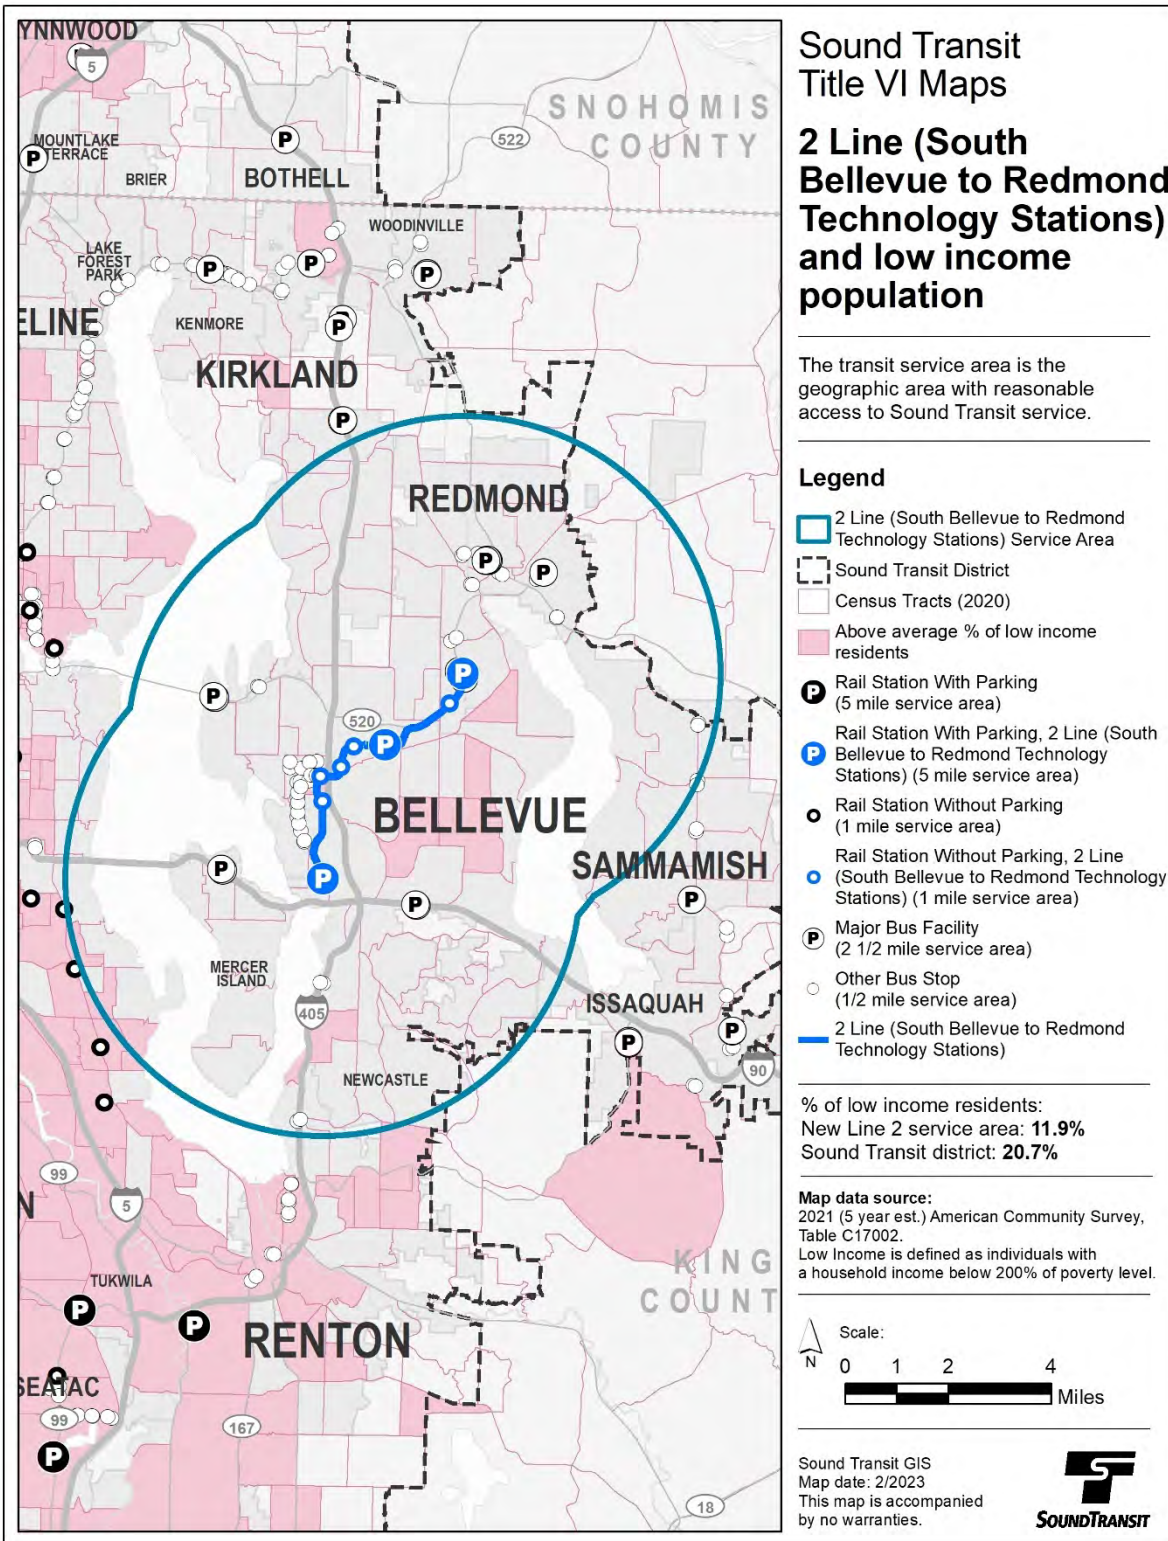 YNNWOOD
5
MOUNTLAKE
TERRACE
BRIER
BOTHELL
SNOHOMIS
COUNTY
522
WOODINVILLE
LAKE
FOREST
PARK
ELINE
KENMORE
KIRKLAND
REDMOND
520
BELLEVUE
SAMMAMISH
MERCER
ISLAND
405
ISSAQUAH
NEWCASTLE
90
99
5
N
TUKWILA
KING
COUNT
RENTON
SEATAC
99
167
18
P
Sound Transit
Title VI Maps
2 Line (South
Bellevue to Redmond
Technology Stations)
and low income
population
The transit service area is the
geographic area with reasonable
access to Sound Transit service.
Legend
2 Line (South Bellevue to Redmond
Technology Stations) Service Area
Sound Transit District
Census Tracts (2020)
Above average % of low income
residents
P
Rail Station With Parking
(5 mile service area)
P
Rail Station With Parking, 2 Line (South
Bellevue to Redmond Technology
Stations) (5 mile service area)
Rail Station Without Parking
(1 mile service area)
Rail Station Without Parking, 2 Line
(South Bellevue to Redmond Technology
Stations) (1 mile service area)
P
Major Bus Facility
(2 1/2 mile service area)
Other Bus Stop
(1/2 mile service area)
2 Line (South Bellevue to Redmond
Technology Stations)
% of low income residents:
New Line 2 service area: 11.9%
Sound Transit district: 20.7%
Map data source:
2021 (5 year est.) American Community Survey,
Table C17002.
Low Income is defined as individuals with
a household income below 200% of poverty level.
N
Scale:
0 1 2 4
Miles
Sound Transit GIS
Map date: 2/2023
This map is accompanied
by no warranties.
SOUNDTRANSIT